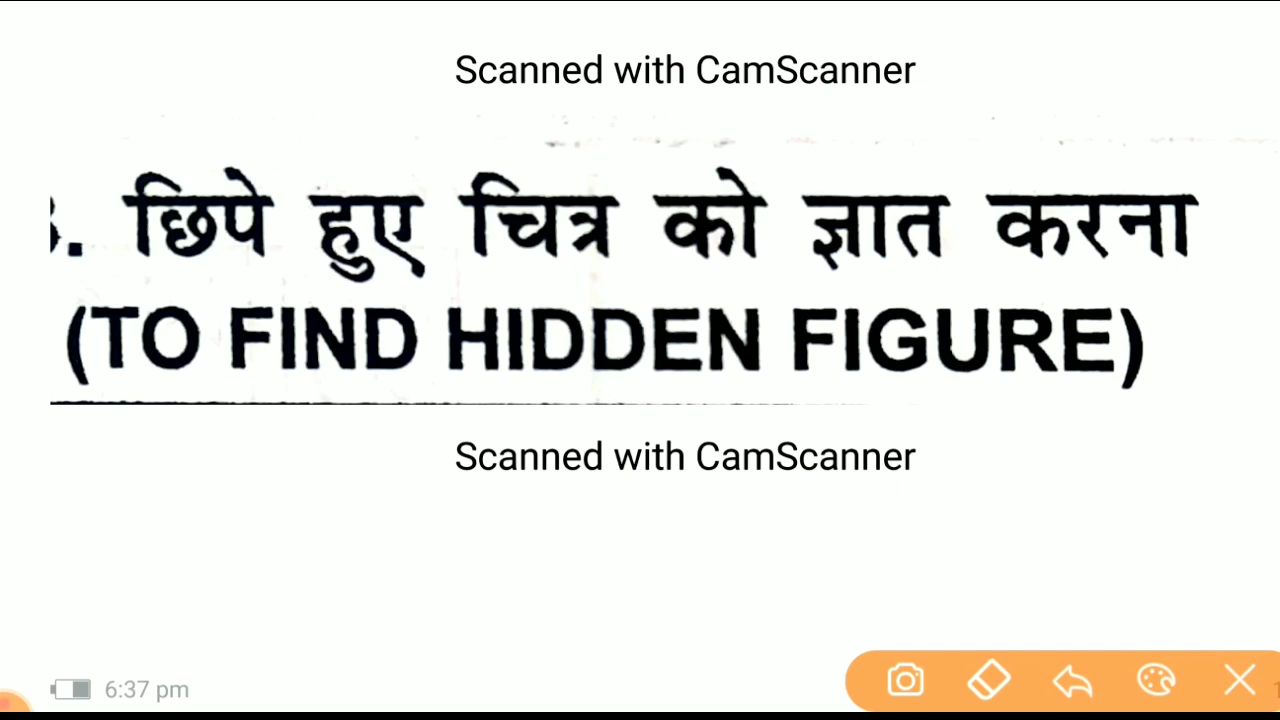 Scanned with CamScanner
. छिपे हुए चित्र को ज्ञात करना
(TO FIND HIDDEN FIGURE)
Scanned with CamScanner
6:37 pm